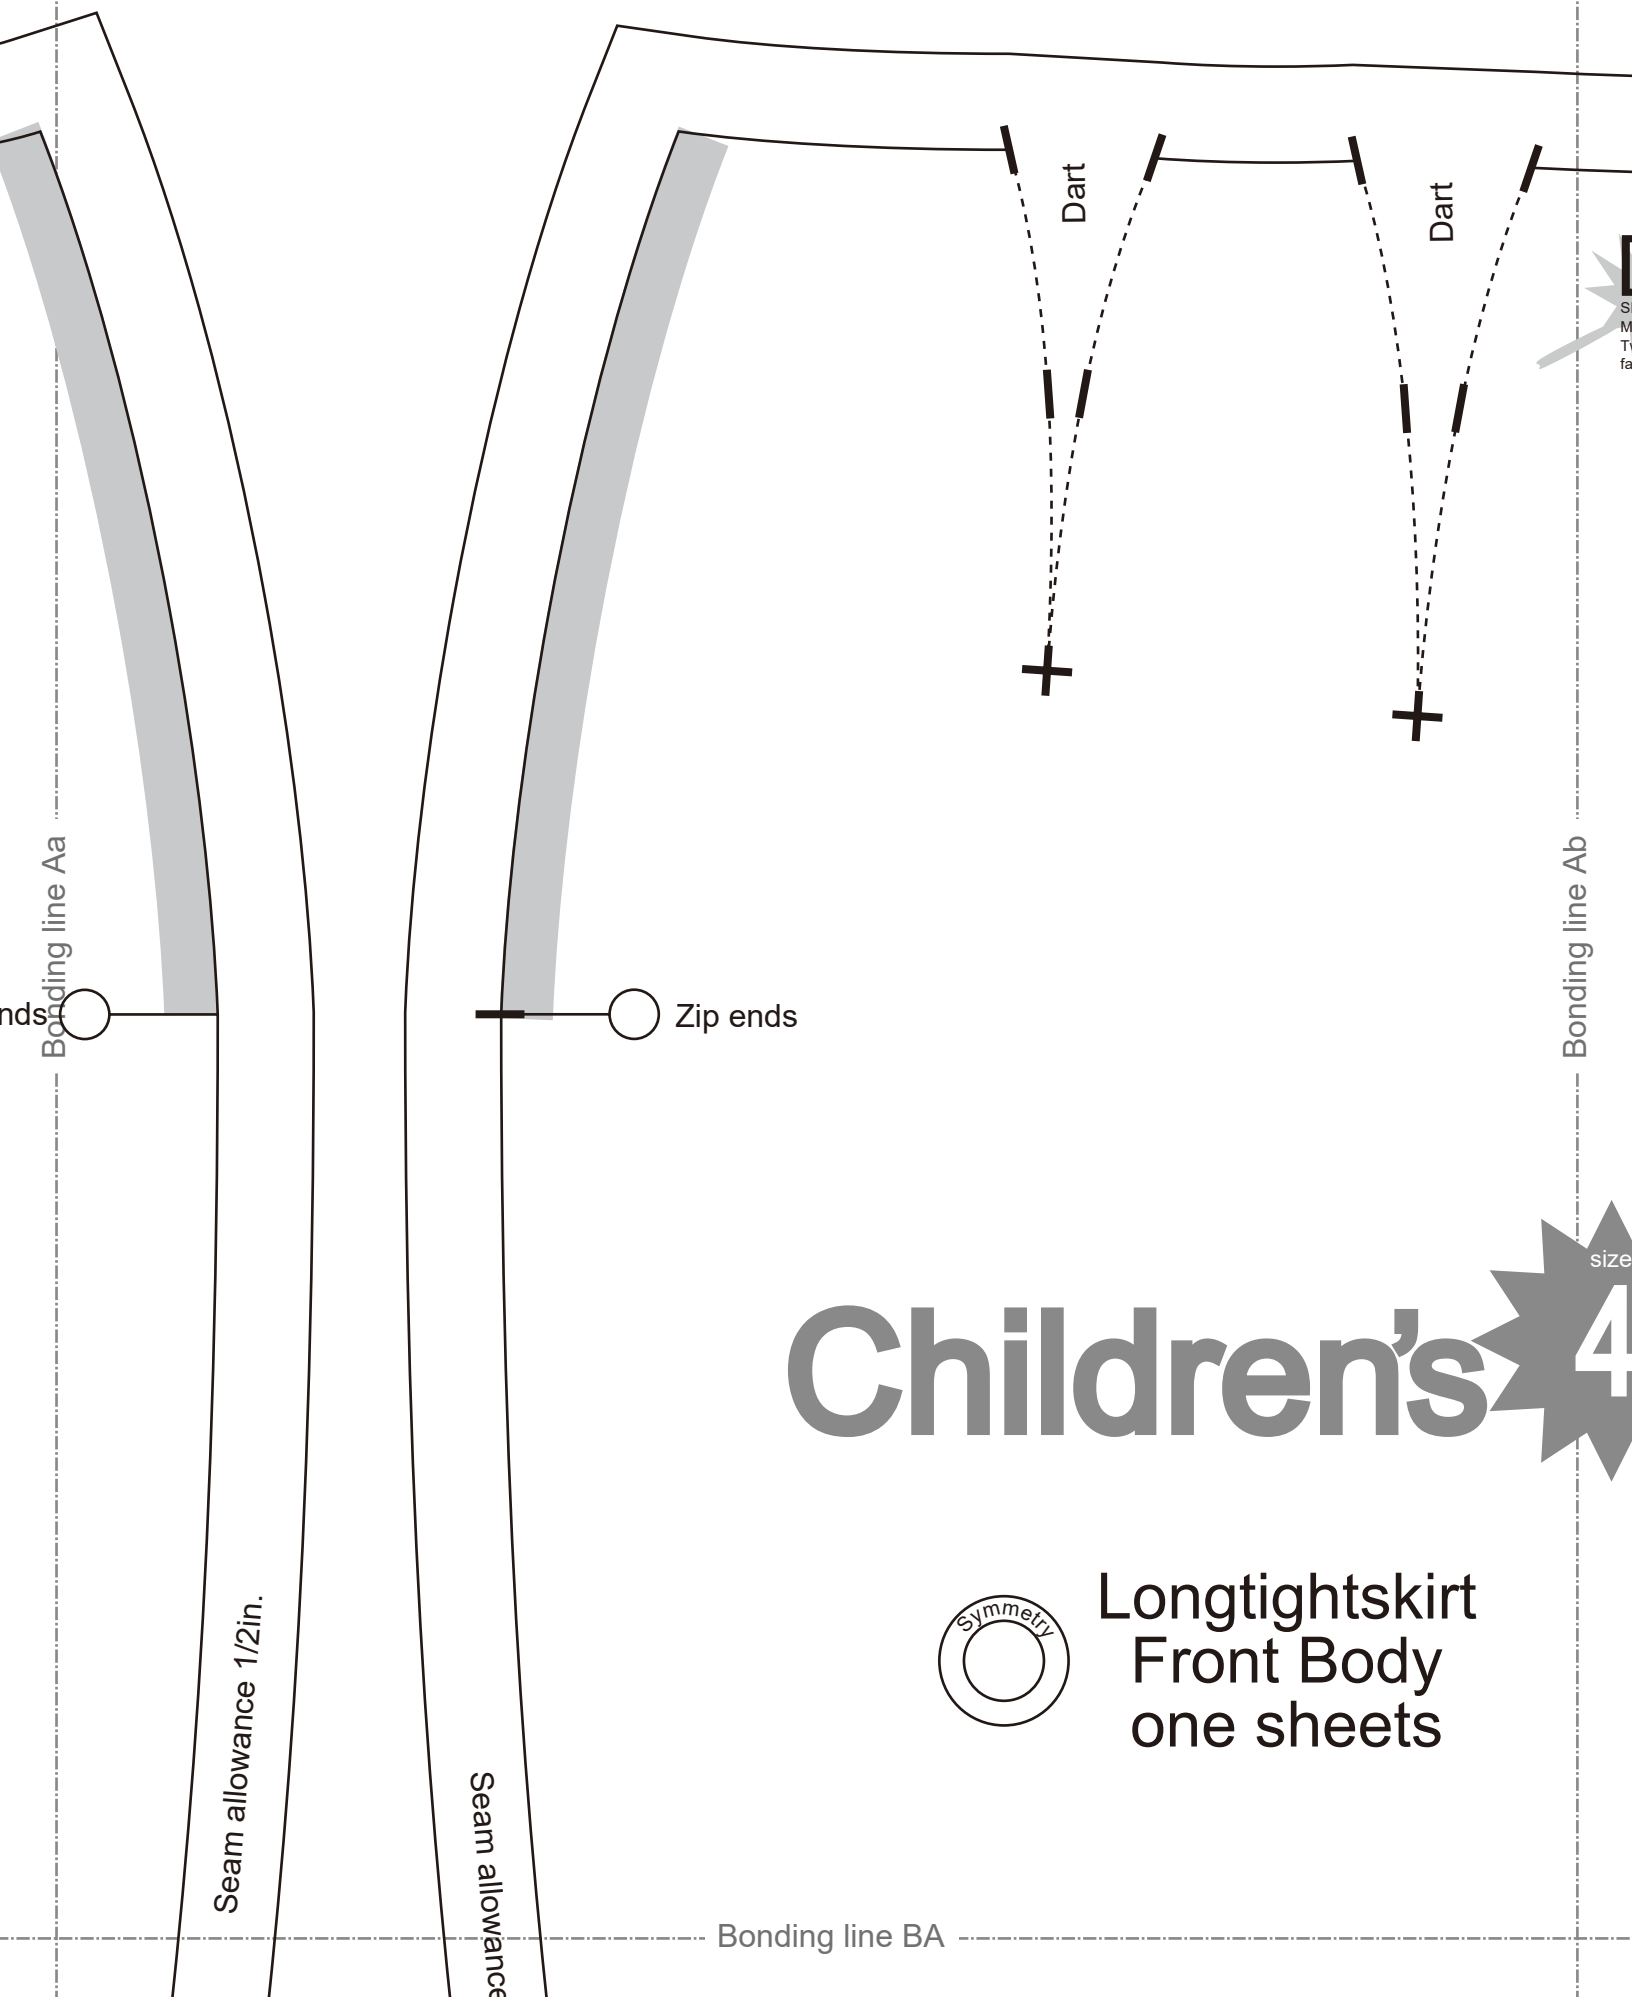 Dart
Dart
Bonding line Aa
Bonding line Ab
nds
Zip ends
size
4
Children's
Symmetry
Longtightskirt
Front Body
one sheets
Seam allowance 1/2in.
Seam allowance
Bonding line BA